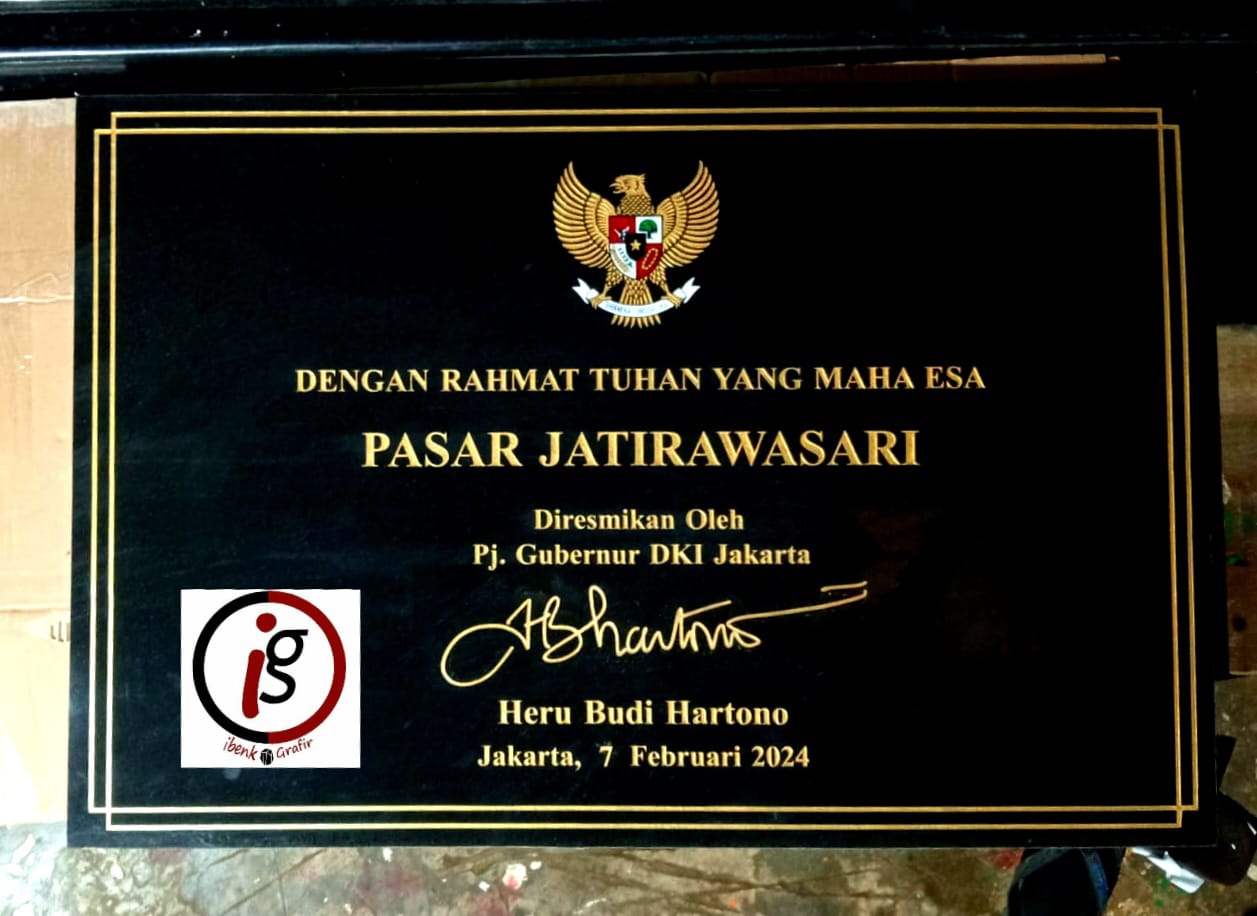 DENGAN RAHMAT TUHAN YANG MAHA ESA
PASAR JATIRAWASARI
Diresmikan Oleh
Pj. Gubernur DKI Jakarta
HBhartono
Heru Budi Hartono
Jakarta, 7 Februari 2024
ig
ibenk Grafir